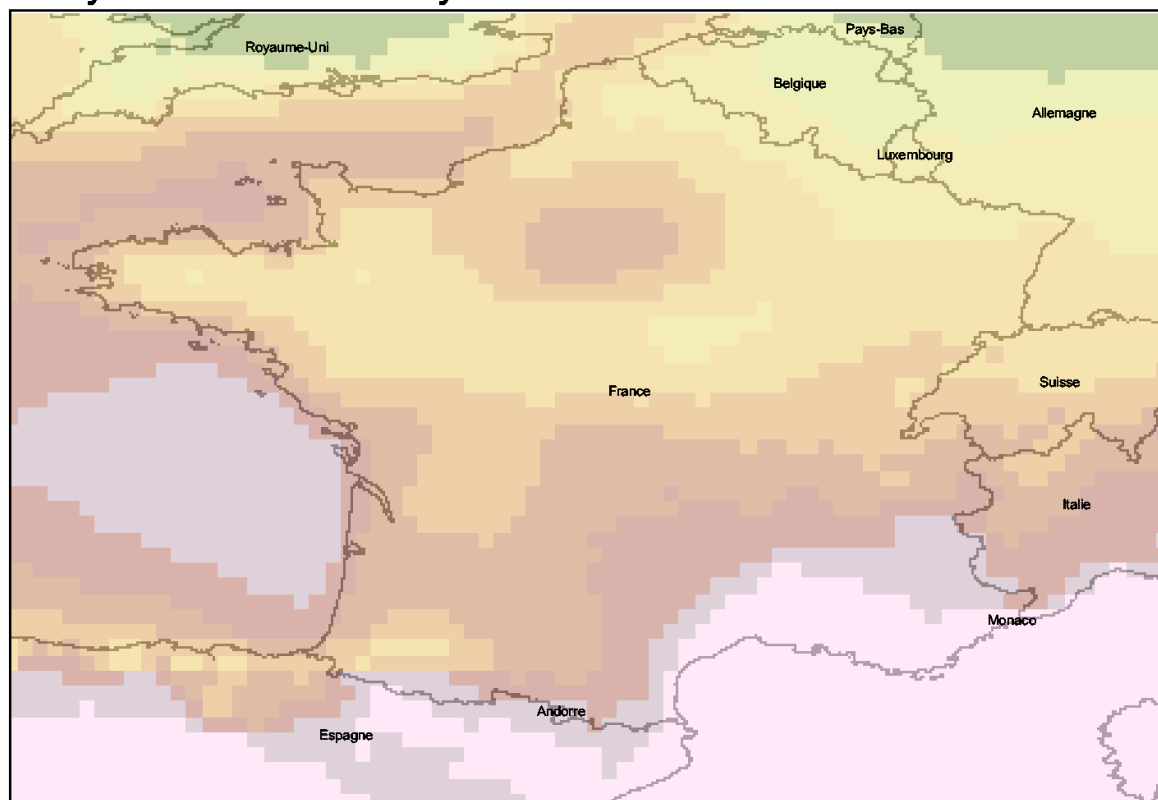 Pays-Bas
Royaume-Uni
Belgique
Allemagne
Luxembourg
Suisse
France
Italie
Monaco
Andorre
Espagne